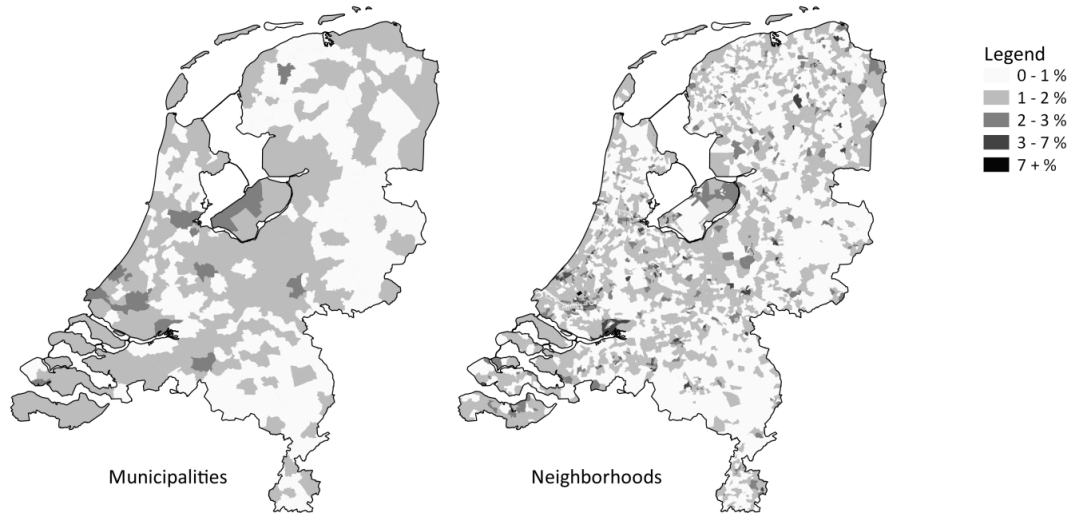 Legend
0 - 1 %
1 - 2 %
2 - 3 %
3 - 7 %
7 + %
Municipalities
Neighborhoods